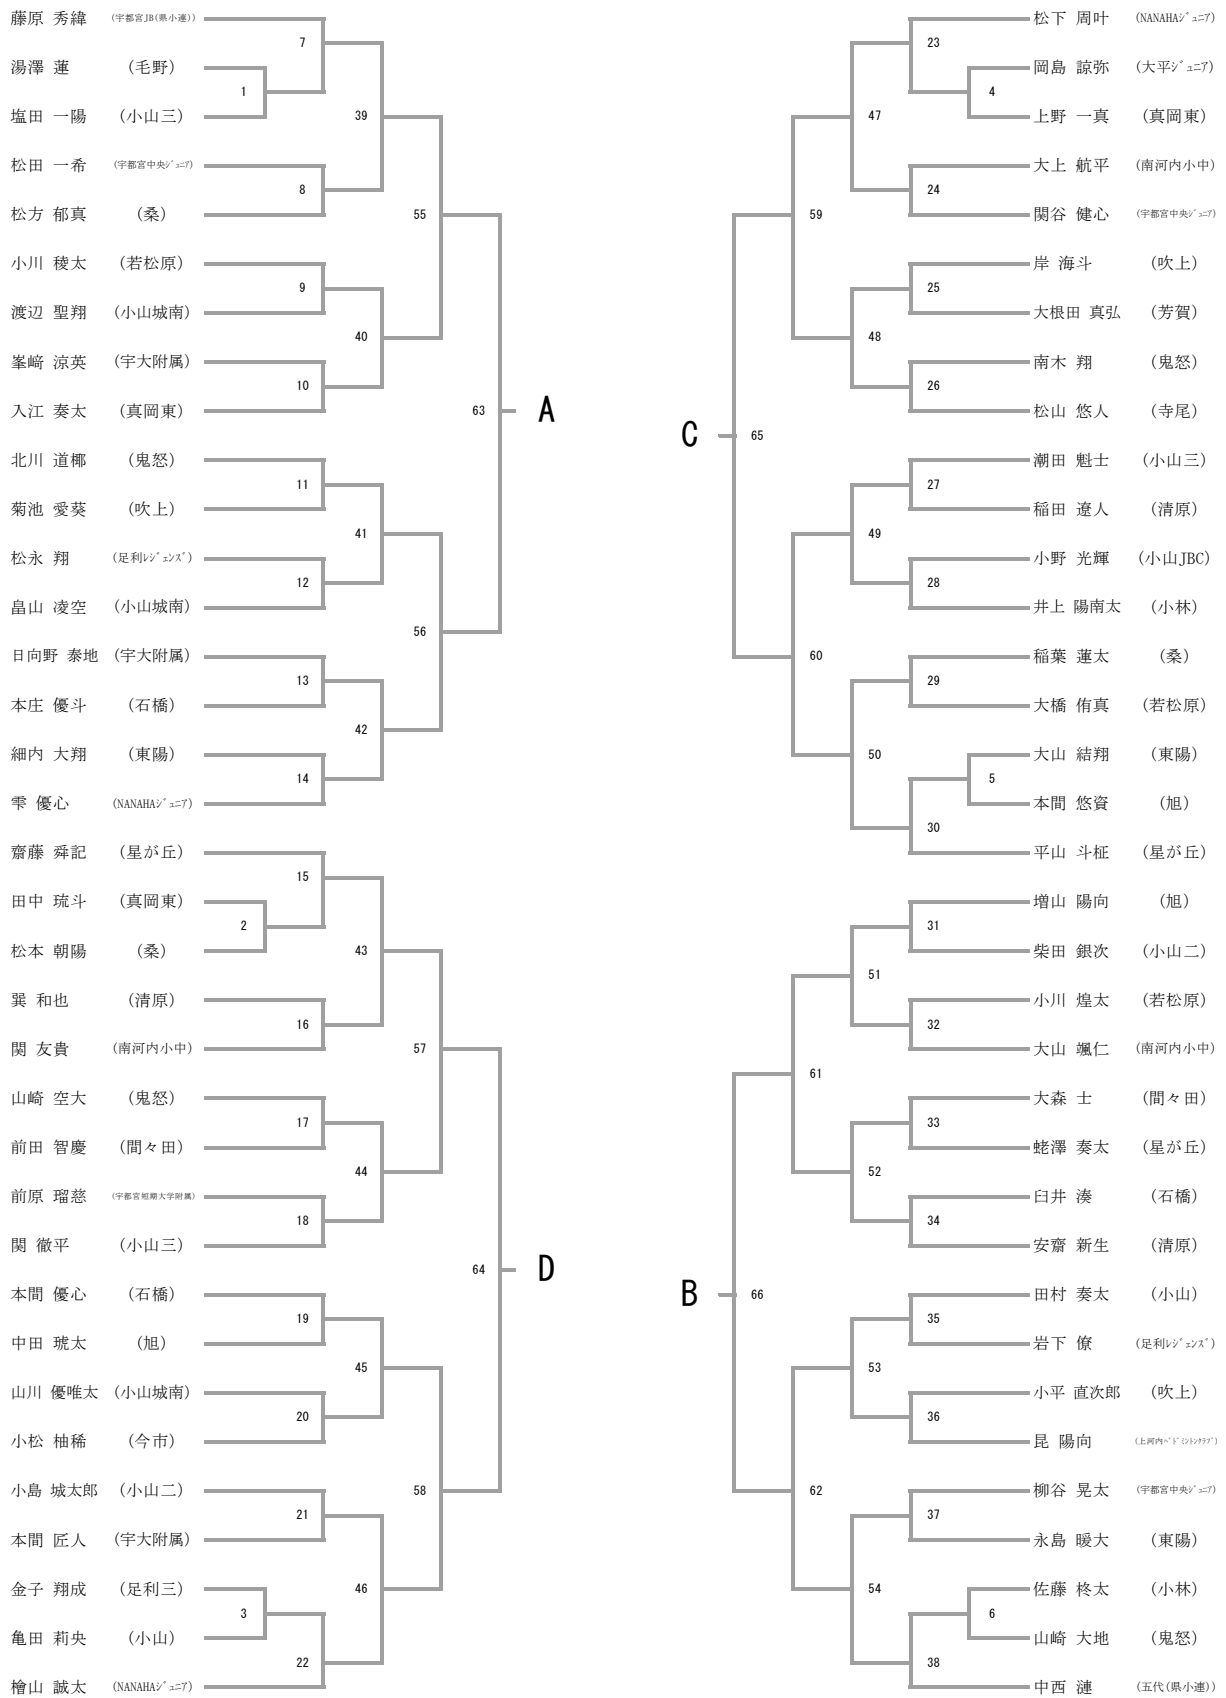 藤原 秀緯 (宇都宮JB(県小連))
7
湯澤 蓮 (毛野)
1
塩田 一陽 (小山三)
39
松田 一希 (宇都宮中央ジュニア)
8
松方 郁真 (桑)
55
小川 稜太 (若松原)
9
渡辺 聖翔 (小山城南)
40
峯﨑 涼英 (宇大附属)
10
入江 奏太 (真岡東)
63
A
北川 道椰 (鬼怒)
11
菊池 愛葵 (吹上)
41
松永 翔 (足利レジェンズ)
12
畠山 凌空 (小山城南)
56
日向野 泰地 (宇大附属)
13
本庄 優斗 (石橋)
42
細内 大翔 (東陽)
14
雫 優心 (NANAHAジュニア)
齋藤 舜記 (星が丘)
15
田中 琉斗 (真岡東)
2
松本 朝陽 (桑)
43
巽 和也 (清原)
16
関 友貴 (南河内小中)
57
山崎 空大 (鬼怒)
17
前田 智慶 (間々田)
44
前原 瑠慈 (宇都宮短期大学附属)
18
関 徹平 (小山三)
64
D
本間 優心 (石橋)
19
中田 琥太 (旭)
45
山川 優唯太 (小山城南)
20
小松 柚稀 (今市)
58
小島 城太郎 (小山二)
21
本間 匠人 (宇大附属)
46
金子 翔成 (足利三)
3
亀田 莉央 (小山)
22
檜山 誠太 (NANAHAジュニア)
松下 周叶 (NANAHAジュニア)
23
岡島 諒弥 (大平ジュニア)
4
上野 一真 (真岡東)
47
大上 航平 (南河内小中)
24
関谷 健心 (宇都宮中央ジュニア)
59
岸 海斗 (吹上)
25
大根田 真弘 (芳賀)
48
南木 翔 (鬼怒)
26
松山 悠人 (寺尾)
C
65
潮田 魁士 (小山三)
27
稲田 遼人 (清原)
49
小野 光輝 (小山JBC)
28
井上 陽南太 (小林)
60
稲葉 蓮太 (桑)
29
大橋 侑真 (若松原)
50
大山 結翔 (東陽)
5
本間 悠資 (旭)
30
平山 斗柾 (星が丘)
増山 陽向 (旭)
31
柴田 銀次 (小山二)
51
小川 煌太 (若松原)
32
大山 颯仁 (南河内小中)
61
大森 士 (間々田)
33
蛯澤 奏太 (星が丘)
52
臼井 湊 (石橋)
34
安齋 新生 (清原)
B
66
田村 奏太 (小山)
35
岩下 僚 (足利レジェンズ)
53
小平 直次郎 (吹上)
36
昆 陽向 (上河内バドミントンクラブ)
62
柳谷 晃太 (宇都宮中央ジュニア)
37
永島 暖大 (東陽)
54
佐藤 柊太 (小林)
6
山崎 大地 (鬼怒)
38
中西 漣 (五代(県小連))